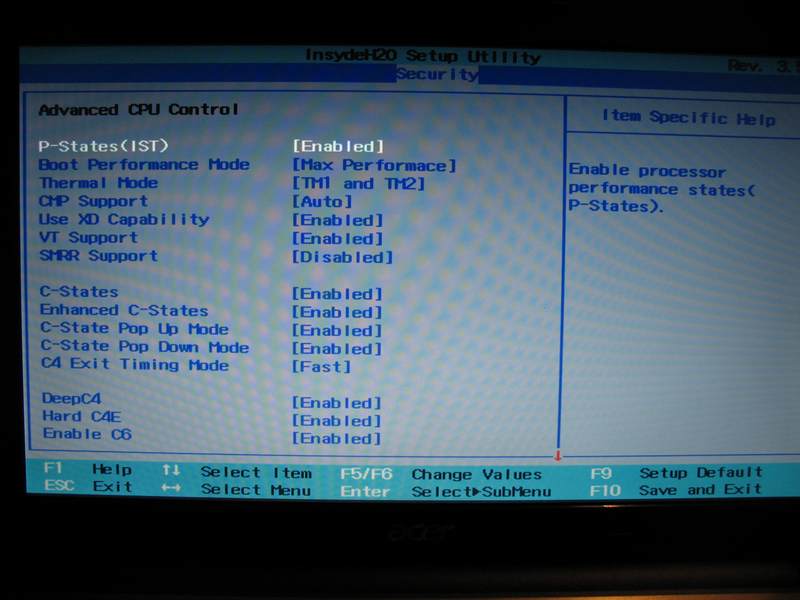 InsydeH2O Setup Utility
Rev. 3.
Security
Advanced CPU Control
Item Specific Help
P-States(IST) [Enabled]
Boot Performance Mode [Max Performace]
Thermal Mode [TM1 and TM2]
CMP Support [Auto]
Use XD Capability [Enabled]
VT Support [Enabled]
SMRR Support [Disabled]
C-States [Enabled]
Enhanced C-States [Enabled]
C-State Pop Up Mode [Enabled]
C-State Pop Down Mode [Enabled]
C4 Exit Timing Mode [Fast]
DeepC4 [Enabled]
Hard C4E [Enabled]
Enable C6 [Enabled]
Enable processor
performance states(
P-States).
F1 Help ↑↓ Select Item F5/F6 Change Values F9 Setup Default
ESC Exit ←→ Select Menu Enter Select▶SubMenu F10 Save and Exit
acer